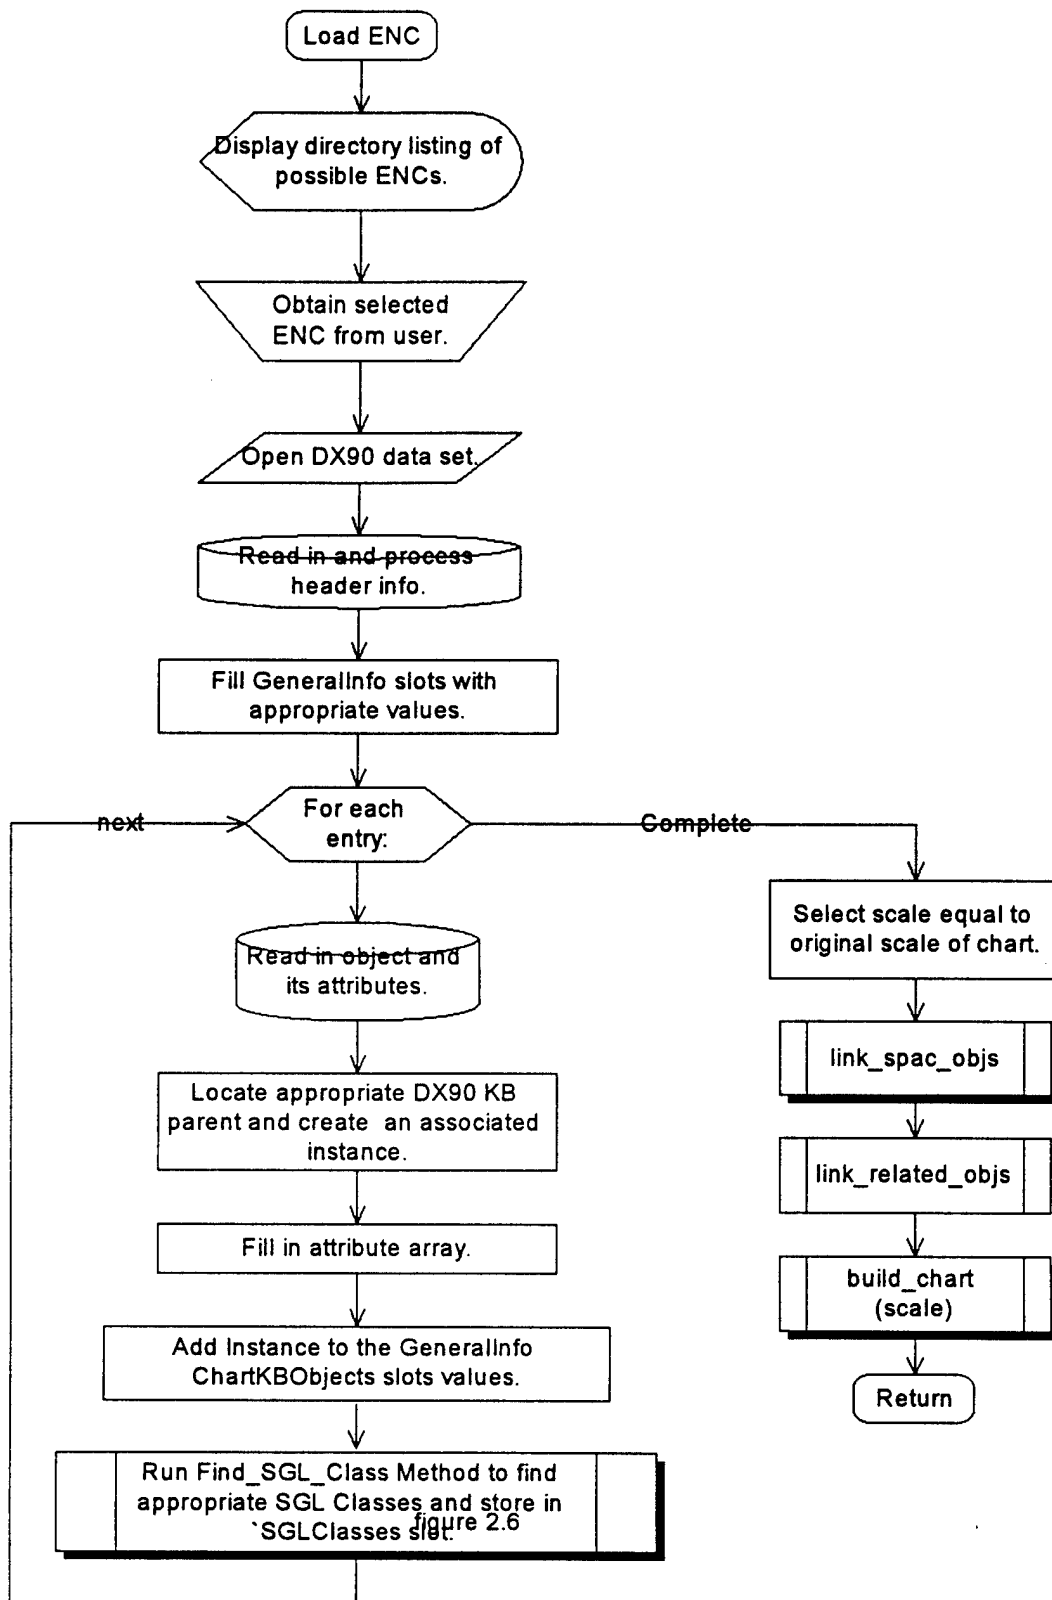 Load ENC
Display directory listing of
possible ENCs.
Obtain selected
ENC from user.
Open DX90 data set.
Read in and process
header info.
Fill GeneralInfo slots with
appropriate values.
next
For each
entry:
Complete
Read in object and
its attributes.
Locate appropriate DX90 KB
parent and create an associated
instance.
Fill in attribute array.
Add Instance to the GeneralInfo
ChartKBObjects slots values.
Run Find_SGL_Class Method to find
appropriate SGL Classes and store in
`SGLClasses slot.
figure 2.6
Select scale equal to
original scale of chart.
link_spac_objs
link_related_objs
build_chart
(scale)
Return